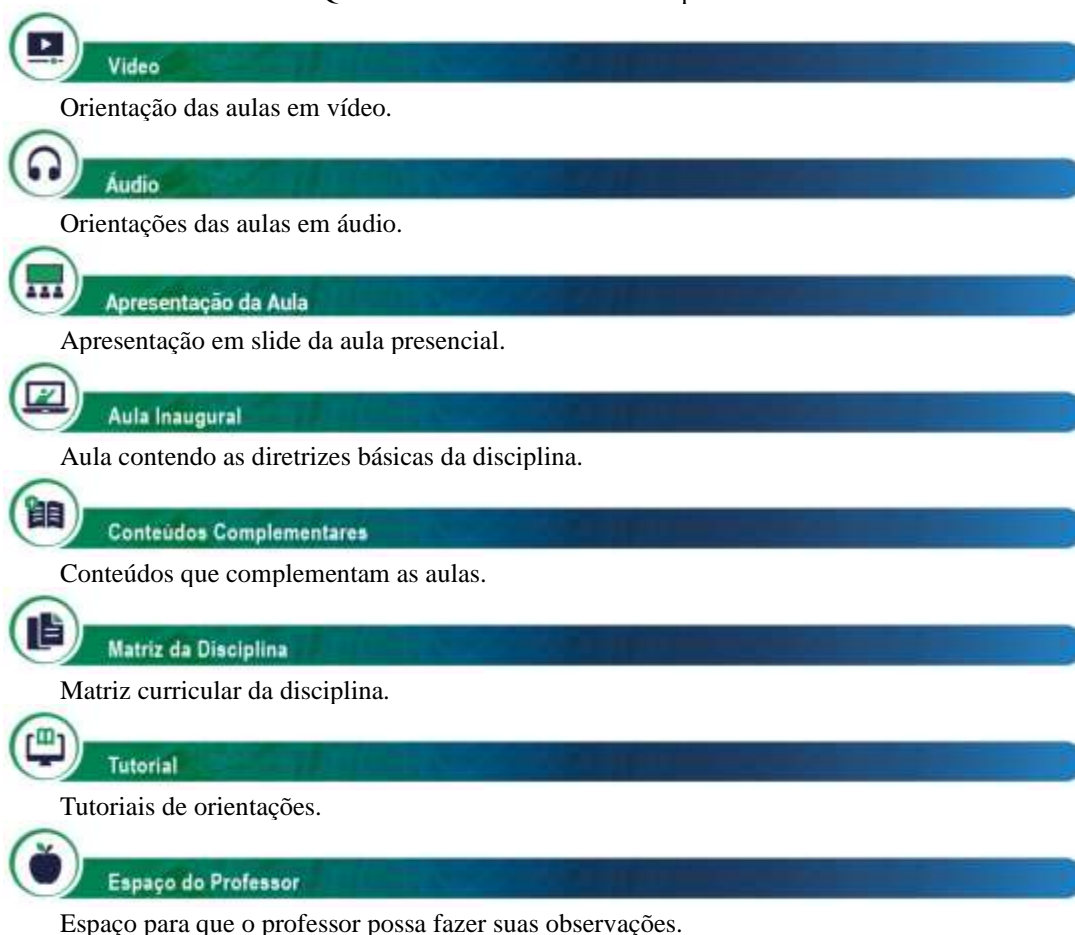 Vídeo
Orientação das aulas em vídeo.
Áudio
Orientações das aulas em áudio.
Apresentação da Aula
Apresentação em slide da aula presencial.
Aula Inaugural
Aula contendo as diretrizes básicas da disciplina.
Conteúdos Complementares
Conteúdos que complementam as aulas.
Matriz da Disciplina
Matriz curricular da disciplina.
Tutorial
Tutoriais de orientações.
Espaço do Professor
Espaço para que o professor possa fazer suas observações.